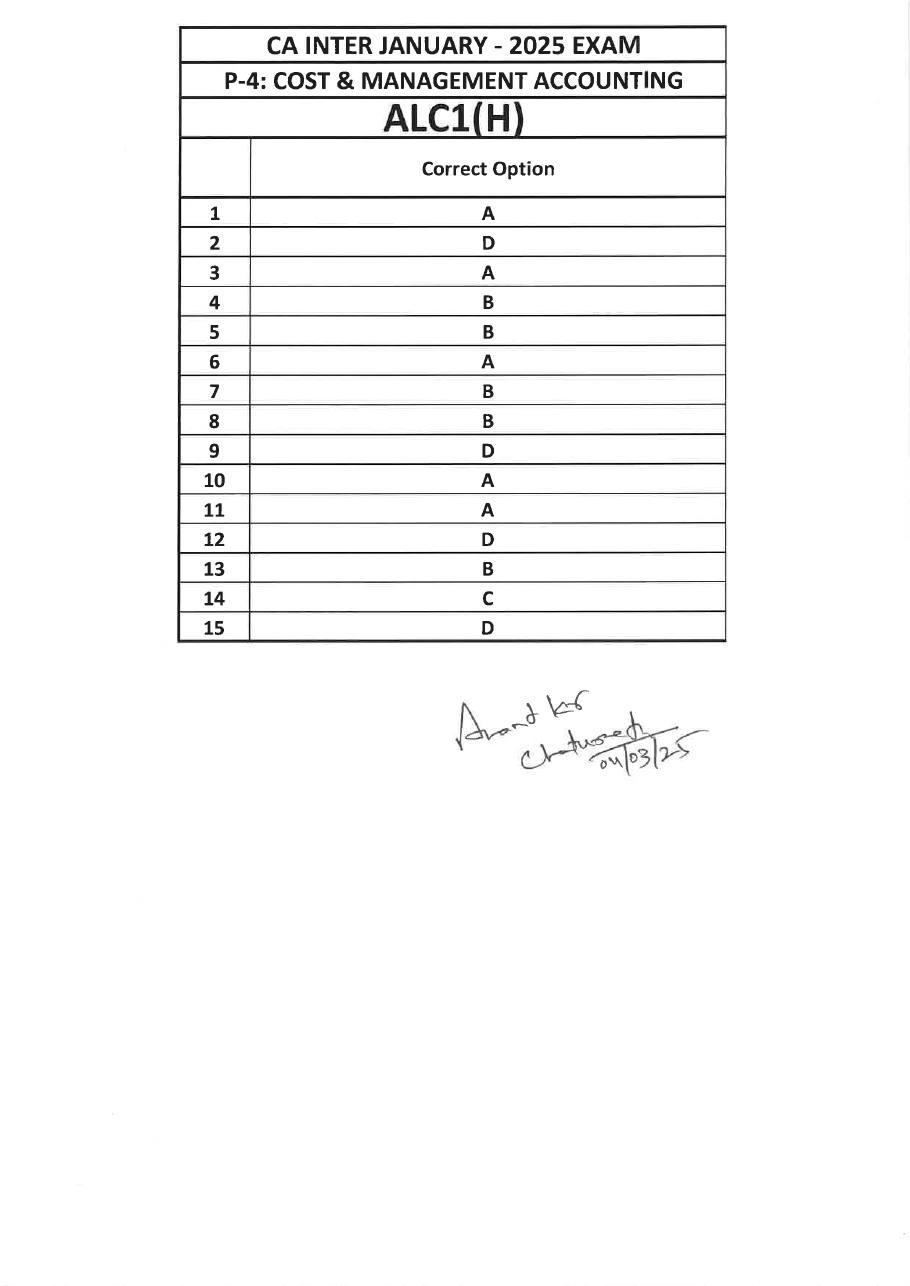 CA INTER JANUARY - 2025 EXAM
P-4: COST & MANAGEMENT ACCOUNTING
ALC1(H)
Correct Option
1 A
2 D
3 A
4 B
5 B
6 A
7 B
8 B
9 D
10 A
11 A
12 D
13 B
14 C
15 D
Anand Kr
04/03/25